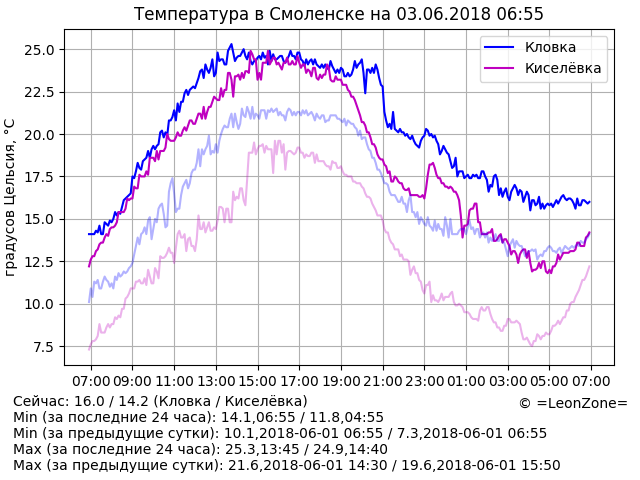 Температура в Смоленске на 03.06.2018 06:55
Кловка
Киселёвка
градусов Цельсия, °C
25.0
22.5
20.0
17.5
15.0
12.5
10.0
7.5
07:00 09:00 11:00 13:00 15:00 17:00 19:00 21:00 23:00 01:00 03:00 05:00 07:00
Сейчас: 16.0 / 14.2 (Кловка / Киселёвка)
© =LeonZone=
Min (за последние 24 часа): 14.1,06:55 / 11.8,04:55
Min (за предыдущие сутки): 10.1,2018-06-01 06:55 / 7.3,2018-06-01 06:55
Max (за последние 24 часа): 25.3,13:45 / 24.9,14:40
Max (за предыдущие сутки): 21.6,2018-06-01 14:30 / 19.6,2018-06-01 15:50